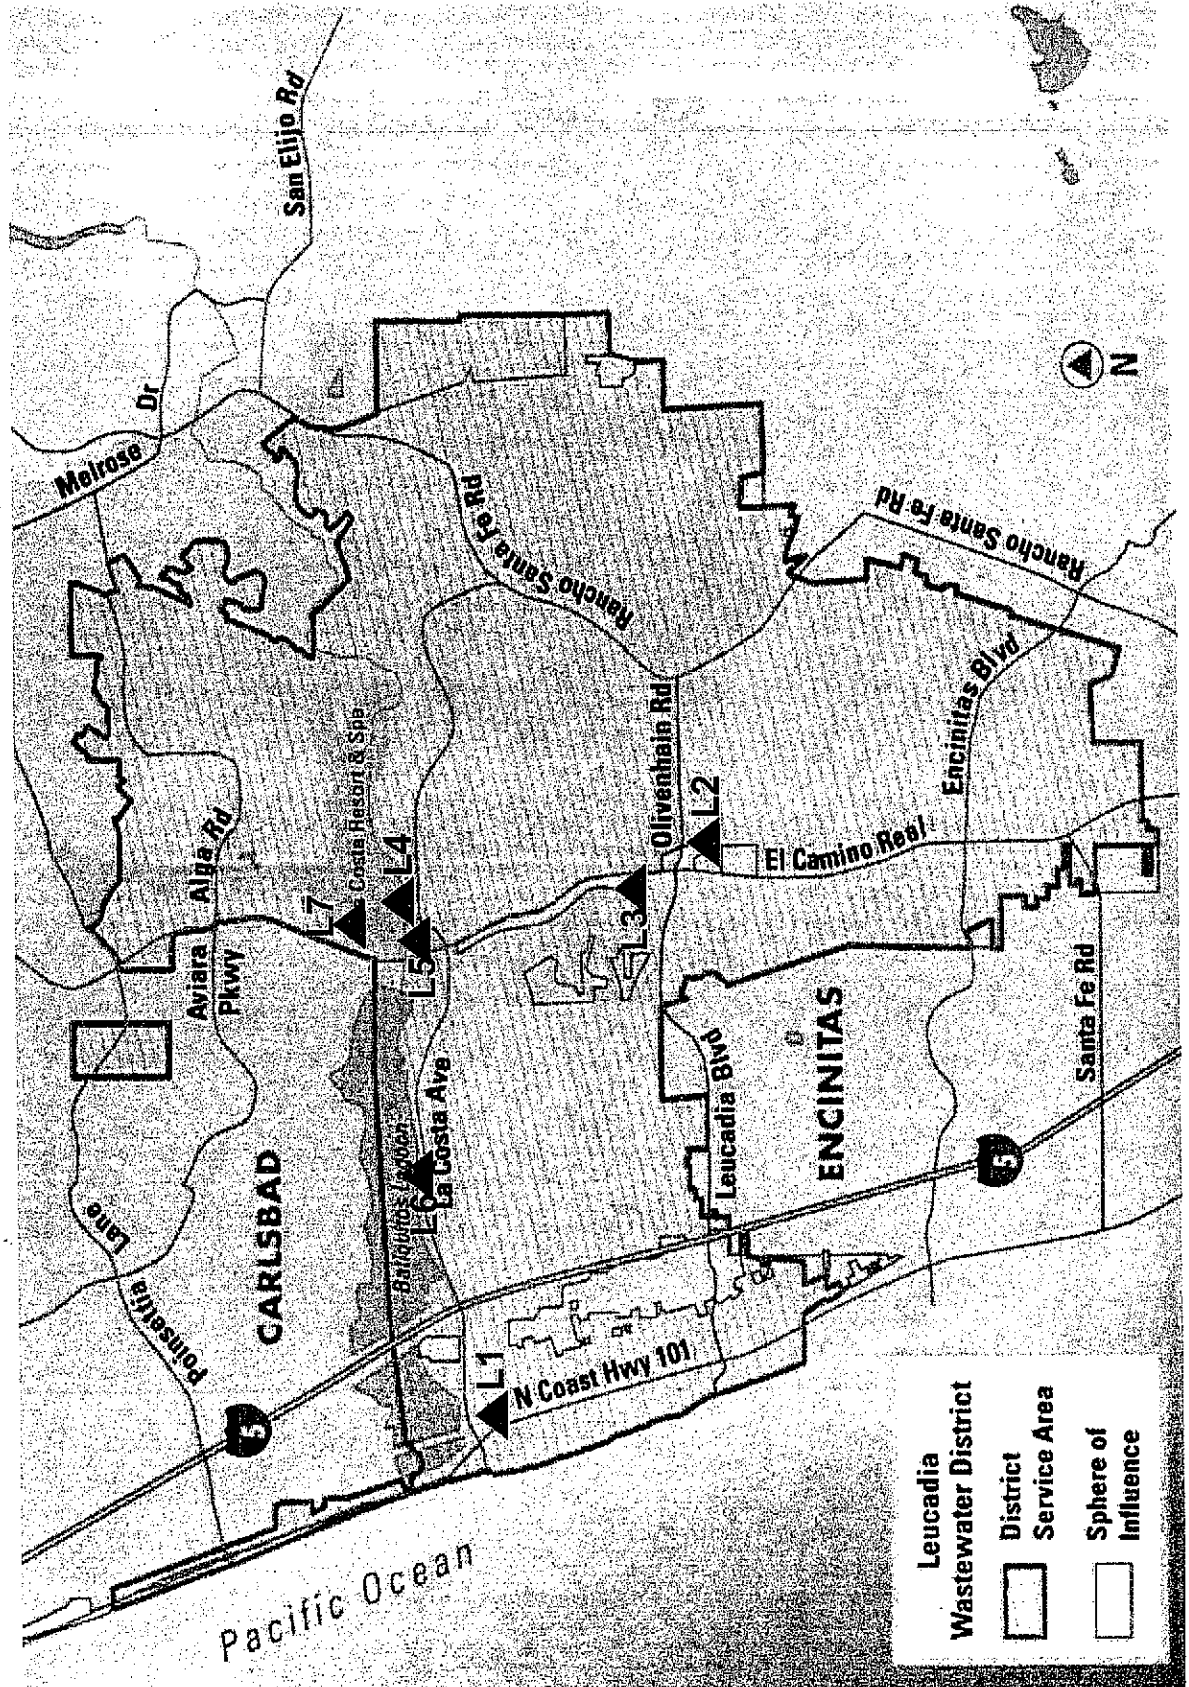 San Elijo Rd
Melrose
Dr
Rancho Santa Fe Rd
Rancho Santa Fe Rd
Alga Rd
Aviara
Pkwy
Poinsettia
Lane
CARLSBAD
L7
Costa Resort & Spa
L4
L5
Batiquitos Lagoon
L6
La Costa Ave
L3
Olivenhain Rd
L2
El Camino Real
Encinitas Blvd
Leucadia Blvd
ENCINITAS
Santa Fe Rd
5
5
L1
N Coast Hwy 101
Pacific Ocean
N
Leucadia
Wastewater District
District
Service Area
Sphere of
Influence